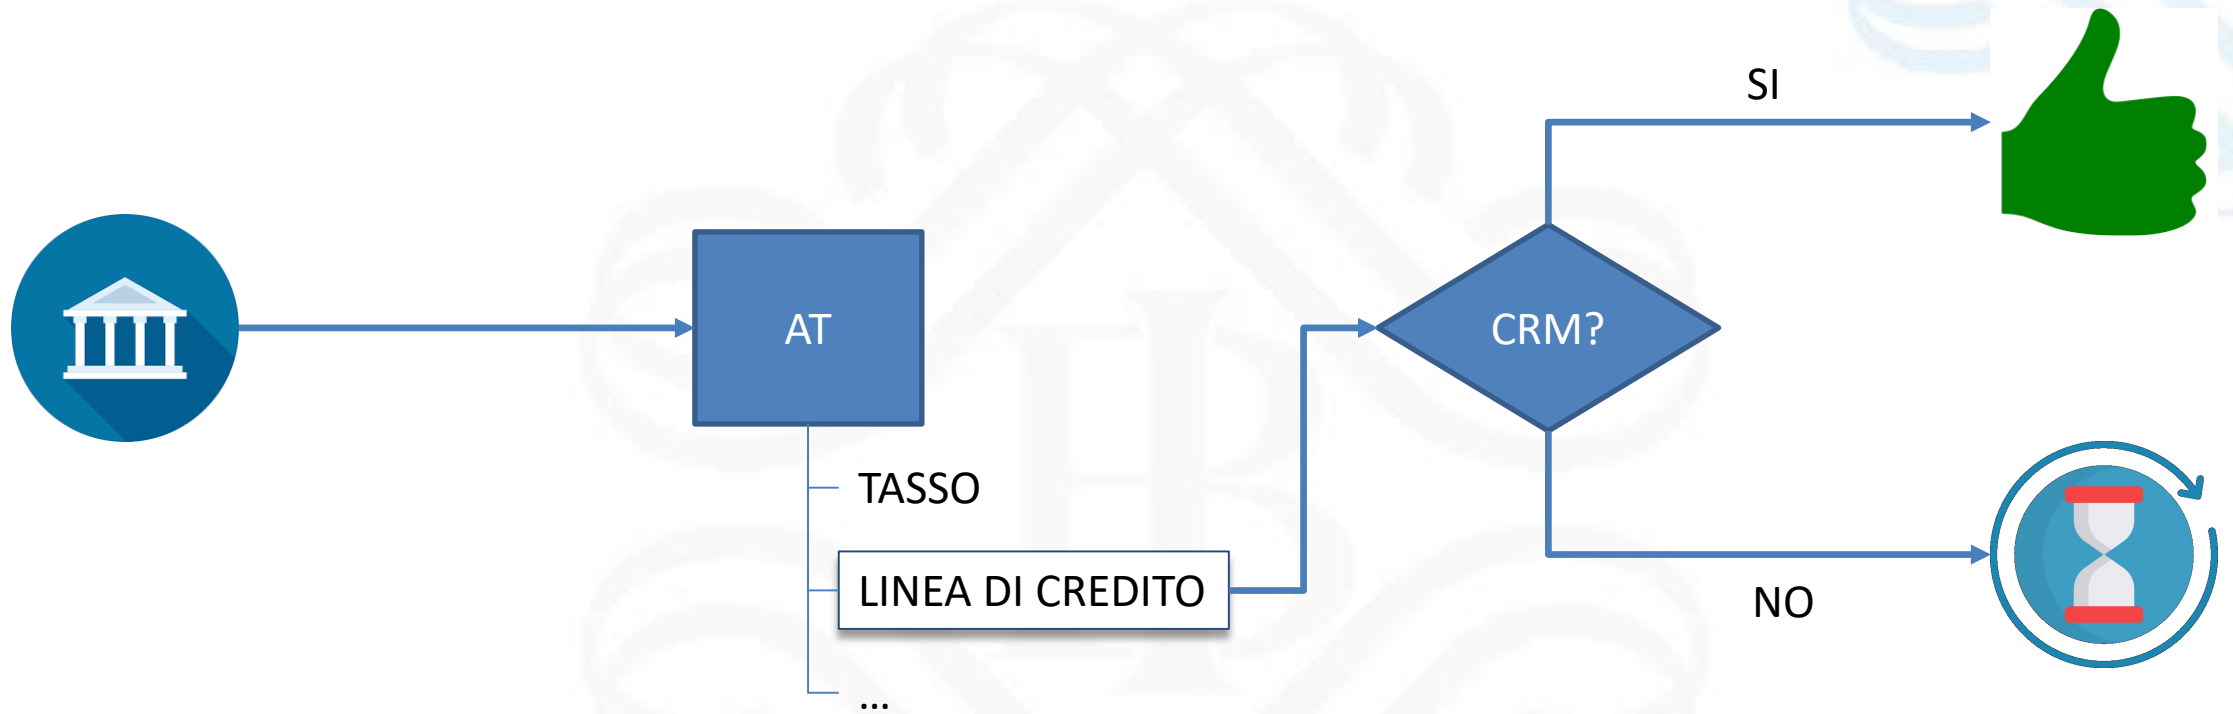 SI
AT
CRM?
TASSO
LINEA DI CREDITO
NO
...